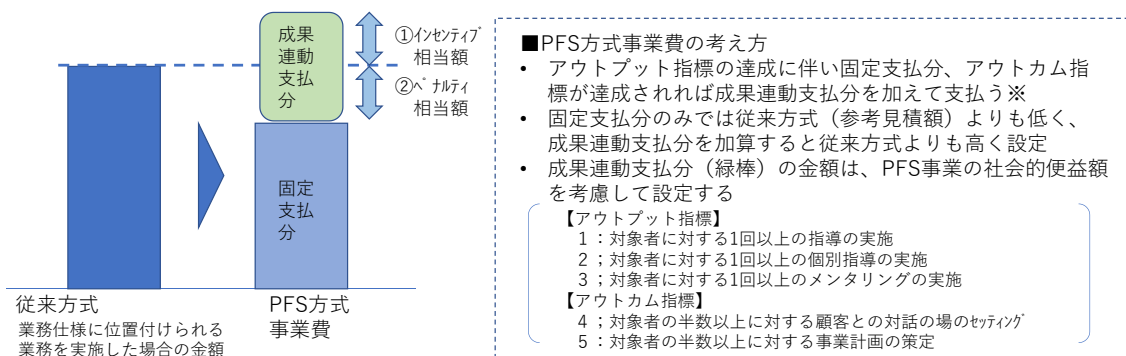 成果
連動
支払
分
①インセンティブ
相当額
②ペナルティ
相当額
固定
支払
分
従来方式
業務仕様に位置付けられる
業務を実施した場合の金額
PFS方式
事業費
■PFS方式事業費の考え方
• アウトプット指標の達成に伴い固定支払分、アウトカム指
標が達成されれば成果連動支払分を加えて支払う※
• 固定支払分のみでは従来方式（参考見積額）よりも低く、
成果連動支払分を加算すると従来方式よりも高く設定
• 成果連動支払分（緑棒）の金額は、PFS事業の社会的便益額
を考慮して設定する
【アウトプット指標】
1：対象者に対する1回以上の指導の実施
2；対象者に対する1回以上の個別指導の実施
3；対象者に対する1回以上のメンタリングの実施
【アウトカム指標】
4；対象者の半数以上に対する顧客との対話の場のセッティング
5：対象者の半数以上に対する事業計画の策定